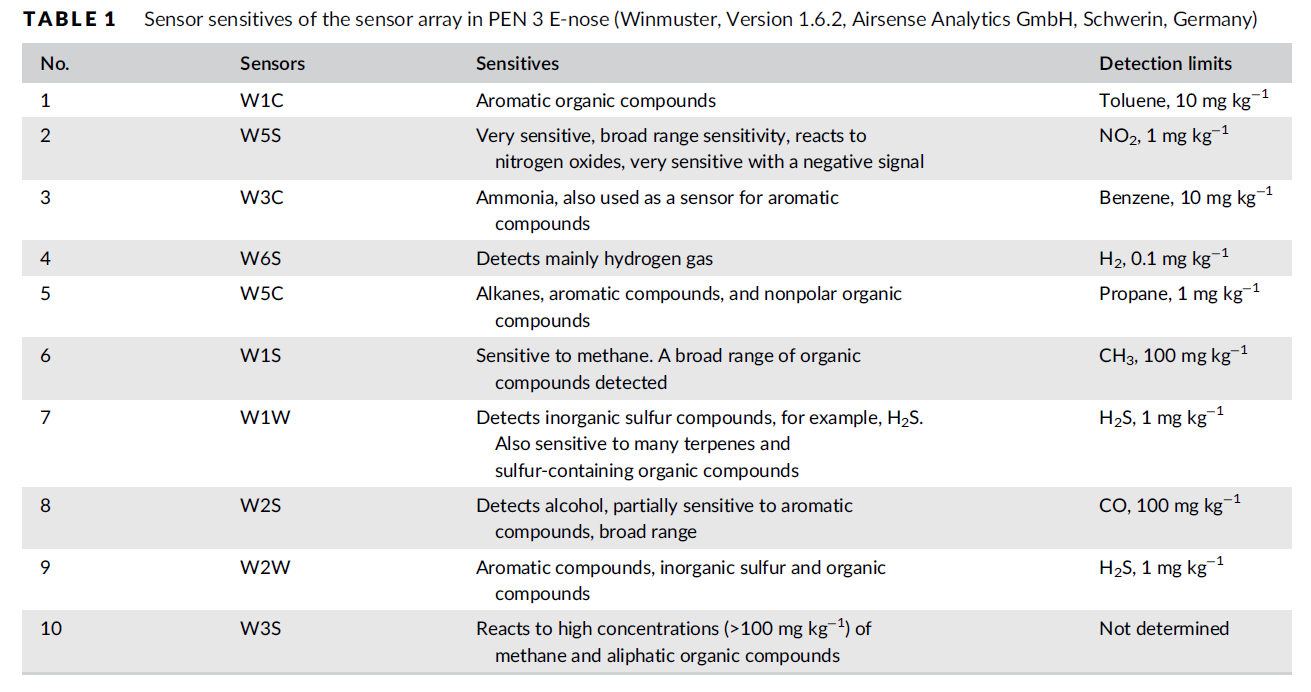 TABLE 1 Sensor sensitives of the sensor array in PEN 3 E-nose (Winmuster, Version 1.6.2, Airsense Analytics GmbH, Schwerin, Germany)
No. Sensors Sensitives Detection limits
1 W1C Aromatic organic compounds Toluene, 10 mg kg⁻¹
2 W5S Very sensitive, broad range sensitivity, reacts to NO₂, 1 mg kg⁻¹
nitrogen oxides, very sensitive with a negative signal
3 W3C Ammonia, also used as a sensor for aromatic Benzene, 10 mg kg⁻¹
compounds
4 W6S Detects mainly hydrogen gas H₂, 0.1 mg kg⁻¹
5 W5C Alkanes, aromatic compounds, and nonpolar organic Propane, 1 mg kg⁻¹
compounds
6 W1S Sensitive to methane. A broad range of organic CH₃, 100 mg kg⁻¹
compounds detected
7 W1W Detects inorganic sulfur compounds, for example, H₂S. H₂S, 1 mg kg⁻¹
Also sensitive to many terpenes and
sulfur-containing organic compounds
8 W2S Detects alcohol, partially sensitive to aromatic CO, 100 mg kg⁻¹
compounds, broad range
9 W2W Aromatic compounds, inorganic sulfur and organic H₂S, 1 mg kg⁻¹
compounds
10 W3S Reacts to high concentrations (>100 mg kg⁻¹) of Not determined
methane and aliphatic organic compounds